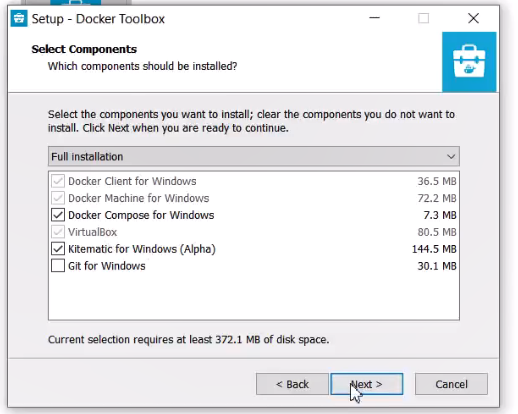 Setup - Docker Toolbox
Select Components
Which components should be installed?
Select the components you want to install; clear the components you do not want to
install. Click Next when you are ready to continue.
Full installation
Docker Client for Windows 36.5 MB
Docker Machine for Windows 72.2 MB
Docker Compose for Windows 7.3 MB
VirtualBox 80.5 MB
Kitematic for Windows (Alpha) 144.5 MB
Git for Windows 30.1 MB
Current selection requires at least 372.1 MB of disk space.
< Back Next > Cancel